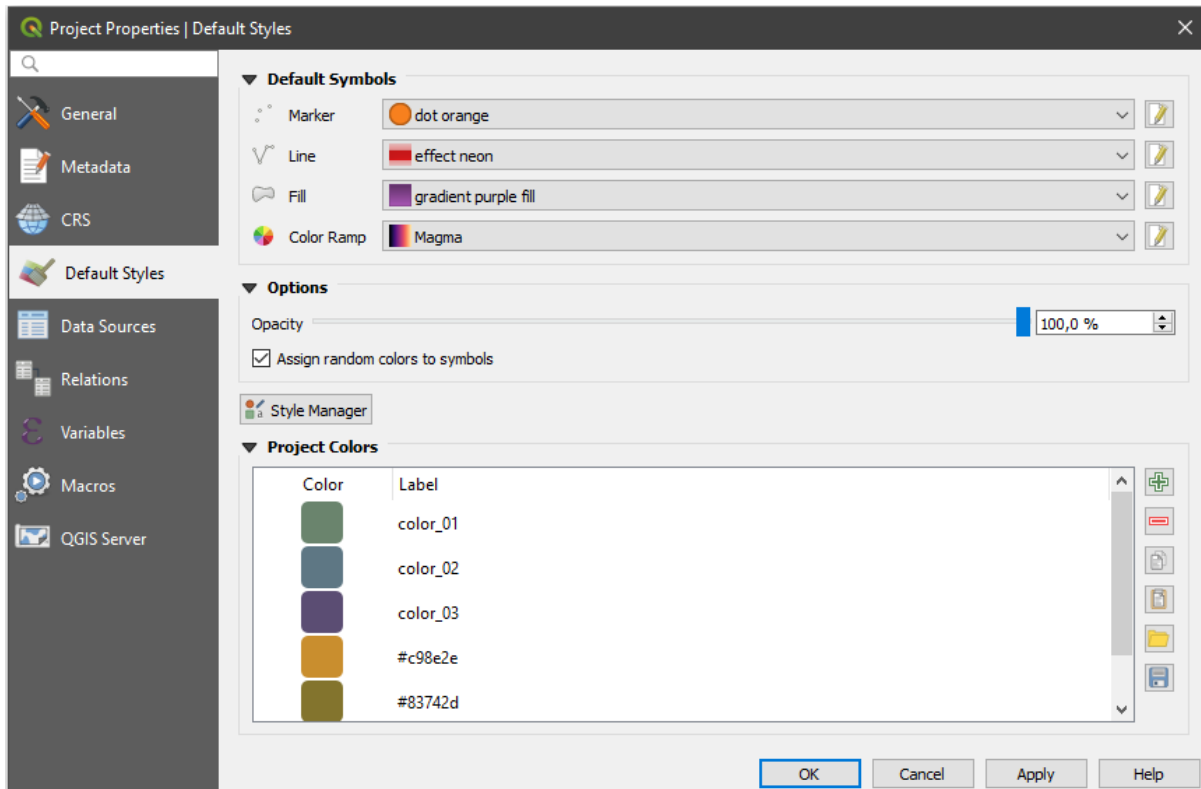 Project Properties | Default Styles
General
Metadata
CRS
Default Styles
Data Sources
Relations
Variables
Macros
QGIS Server
Default Symbols
Marker dot orange
Line effect neon
Fill gradient purple fill
Color Ramp Magma
Options
Opacity 100,0 %
Assign random colors to symbols
Style Manager
Project Colors
Color Label
color_01
color_02
color_03
#c98e2e
#83742d
OK Cancel Apply Help